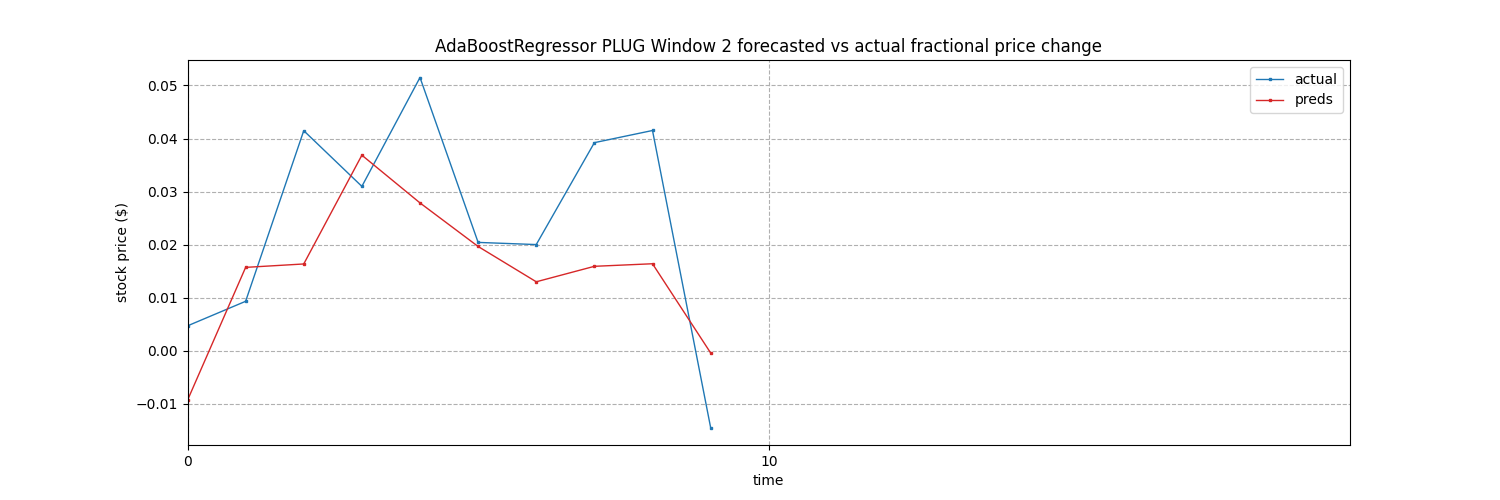 AdaBoostRegressor PLUG Window 2 forecasted vs actual fractional price change
actual
preds
stock price ($)
0.05
0.04
0.03
0.02
0.01
0.00
−0.01
0
10
time